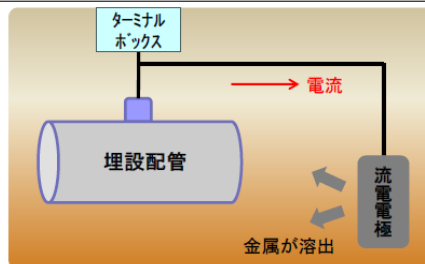 ﾀｰﾐﾅﾙ
ﾎﾞｯｸｽ
電流
埋設配管
流電電極
金属が溶出